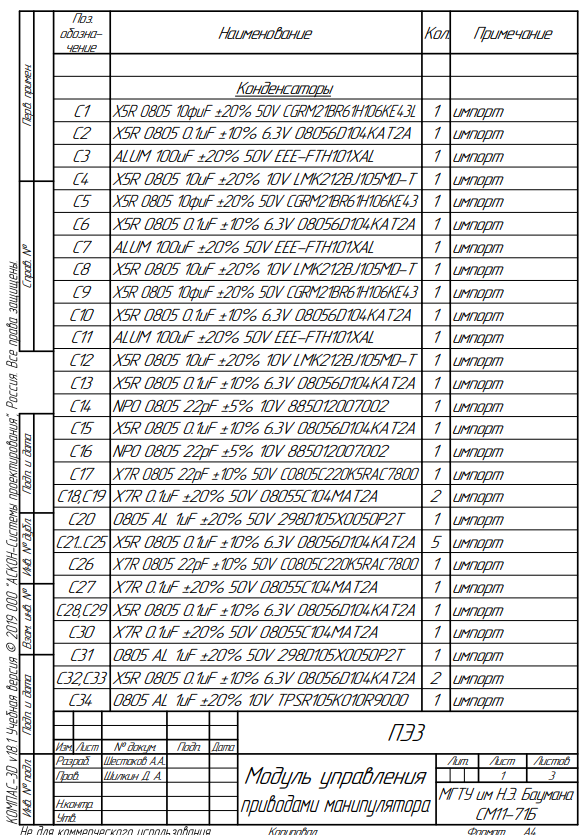 Поз. обозна- чение Наименование Кол. Примечание
Конденсаторы
C1 X5R 0805 10фuF ±20% 50V CGRM21BR61H106KE43L 1 импорт
C2 X5R 0805 0.1uF ±10% 6.3V 08056D104KAT2A 1 импорт
C3 ALUM 100uF ±20% 50V EEE-FTH101XAL 1 импорт
C4 X5R 0805 10uF ±20% 10V LMK212BJ105MD-T 1 импорт
C5 X5R 0805 10фuF ±20% 50V CGRM21BR61H106KE43 1 импорт
C6 X5R 0805 0.1uF ±10% 6.3V 08056D104KAT2A 1 импорт
C7 ALUM 100uF ±20% 50V EEE-FTH101XAL 1 импорт
C8 X5R 0805 10uF ±20% 10V LMK212BJ105MD-T 1 импорт
C9 X5R 0805 10фuF ±20% 50V CGRM21BR61H106KE43 1 импорт
C10 X5R 0805 0.1uF ±10% 6.3V 08056D104KAT2A 1 импорт
C11 ALUM 100uF ±20% 50V EEE-FTH101XAL 1 импорт
C12 X5R 0805 10uF ±20% 10V LMK212BJ105MD-T 1 импорт
C13 X5R 0805 0.1uF ±10% 6.3V 08056D104KAT2A 1 импорт
C14 NP0 0805 22pF ±5% 10V 885012007002 1 импорт
C15 X5R 0805 0.1uF ±10% 6.3V 08056D104KAT2A 1 импорт
C16 NP0 0805 22pF ±5% 10V 885012007002 1 импорт
C17 X7R 0805 22pF ±10% 50V C0805C220K5RAC7800 1 импорт
C18,C19 X7R 0.1uF ±20% 50V 08055C104MAT2A 2 импорт
C20 0805 AL 1uF ±20% 50V 298D105X0050P2T 1 импорт
C21..C25 X5R 0805 0.1uF ±10% 6.3V 08056D104KAT2A 5 импорт
C26 X7R 0805 22pF ±10% 50V C0805C220K5RAC7800 1 импорт
C27 X7R 0.1uF ±20% 50V 08055C104MAT2A 1 импорт
C28,C29 X5R 0805 0.1uF ±10% 6.3V 08056D104KAT2A 1 импорт
C30 X7R 0.1uF ±20% 50V 08055C104MAT2A 1 импорт
C31 0805 AL 1uF ±20% 50V 298D105X0050P2T 1 импорт
C32,C33 X5R 0805 0.1uF ±10% 6.3V 08056D104KAT2A 2 импорт
C34 0805 AL 1uF ±20% 10V TPSR105K010R9000 1 импорт
ПЭ3
Изм. Лист № докум. Подп. Дата
Разраб. Шестаков А.А.
Пров. Шилкин Д. А.
Н.контр.
Утв.
Модуль управления
приводами манипулятора
Лит. Лист Листов
1 3
МГТУ им Н.Э. Баумана
СМ11-71Б
Не для коммерческого использования Копировал Формат A4
Перв. примен.
Справ. №
Подп. и дата
Инв. № дубл.
Взам. инв. №
Подп. и дата
Инв. № подл.
КОМПАС-3D v18.1 Учебная версия © 2019 ООО "АСКОН-Системы проектирования", Россия. Все права защищены.